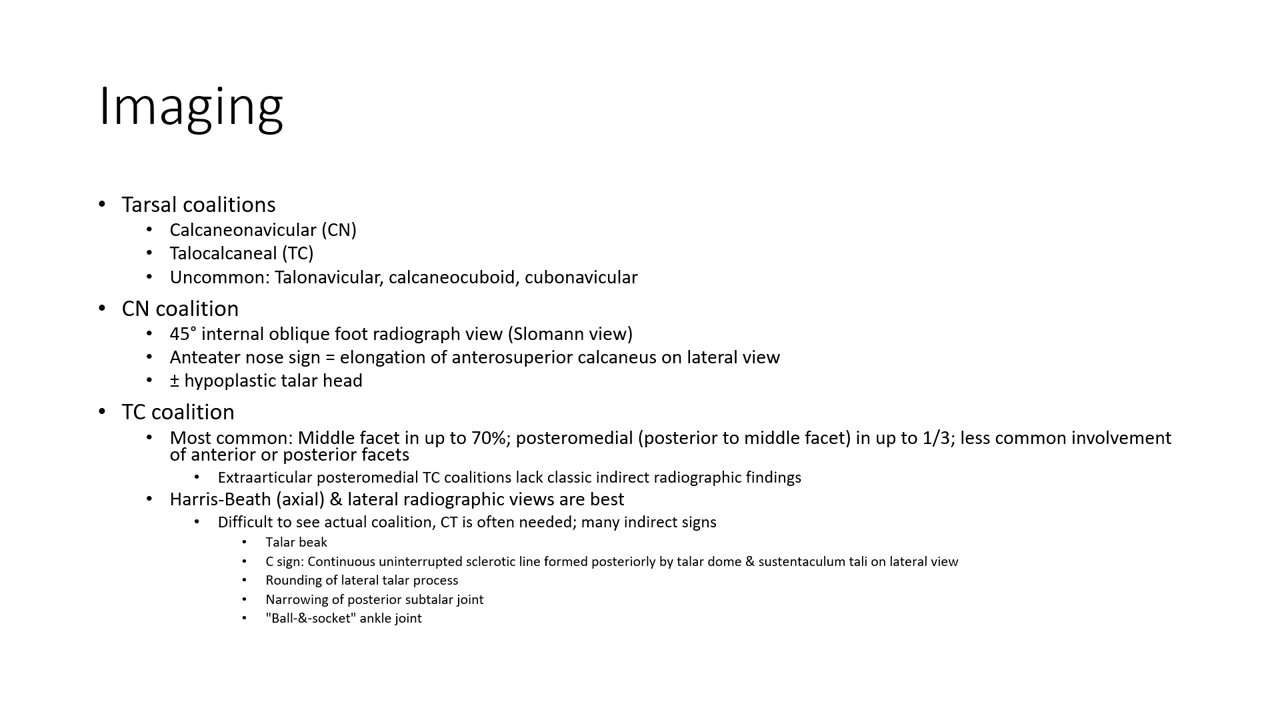 Imaging
• Tarsal coalitions
• Calcaneonavicular (CN)
• Talocalcaneal (TC)
• Uncommon: Talonavicular, calcaneocuboid, cubonavicular
• CN coalition
• 45° internal oblique foot radiograph view (Slomann view)
• Anteater nose sign = elongation of anterosuperior calcaneus on lateral view
• ± hypoplastic talar head
• TC coalition
• Most common: Middle facet in up to 70%; posteromedial (posterior to middle facet) in up to 1/3; less common involvement
of anterior or posterior facets
• Extraarticular posteromedial TC coalitions lack classic indirect radiographic findings
• Harris-Beath (axial) & lateral radiographic views are best
• Difficult to see actual coalition, CT is often needed; many indirect signs
• Talar beak
• C sign: Continuous uninterrupted sclerotic line formed posteriorly by talar dome & sustentaculum tali on lateral view
• Rounding of lateral talar process
• Narrowing of posterior subtalar joint
• "Ball-&-socket" ankle joint